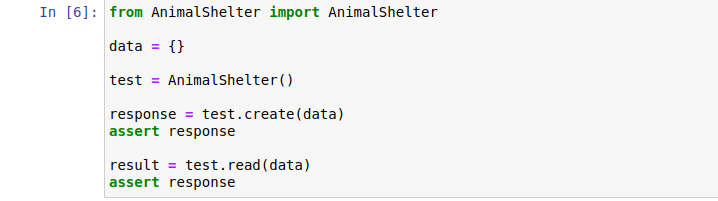 In [6]: from AnimalShelter import AnimalShelter
data = {}
test = AnimalShelter()
response = test.create(data)
assert response
result = test.read(data)
assert response